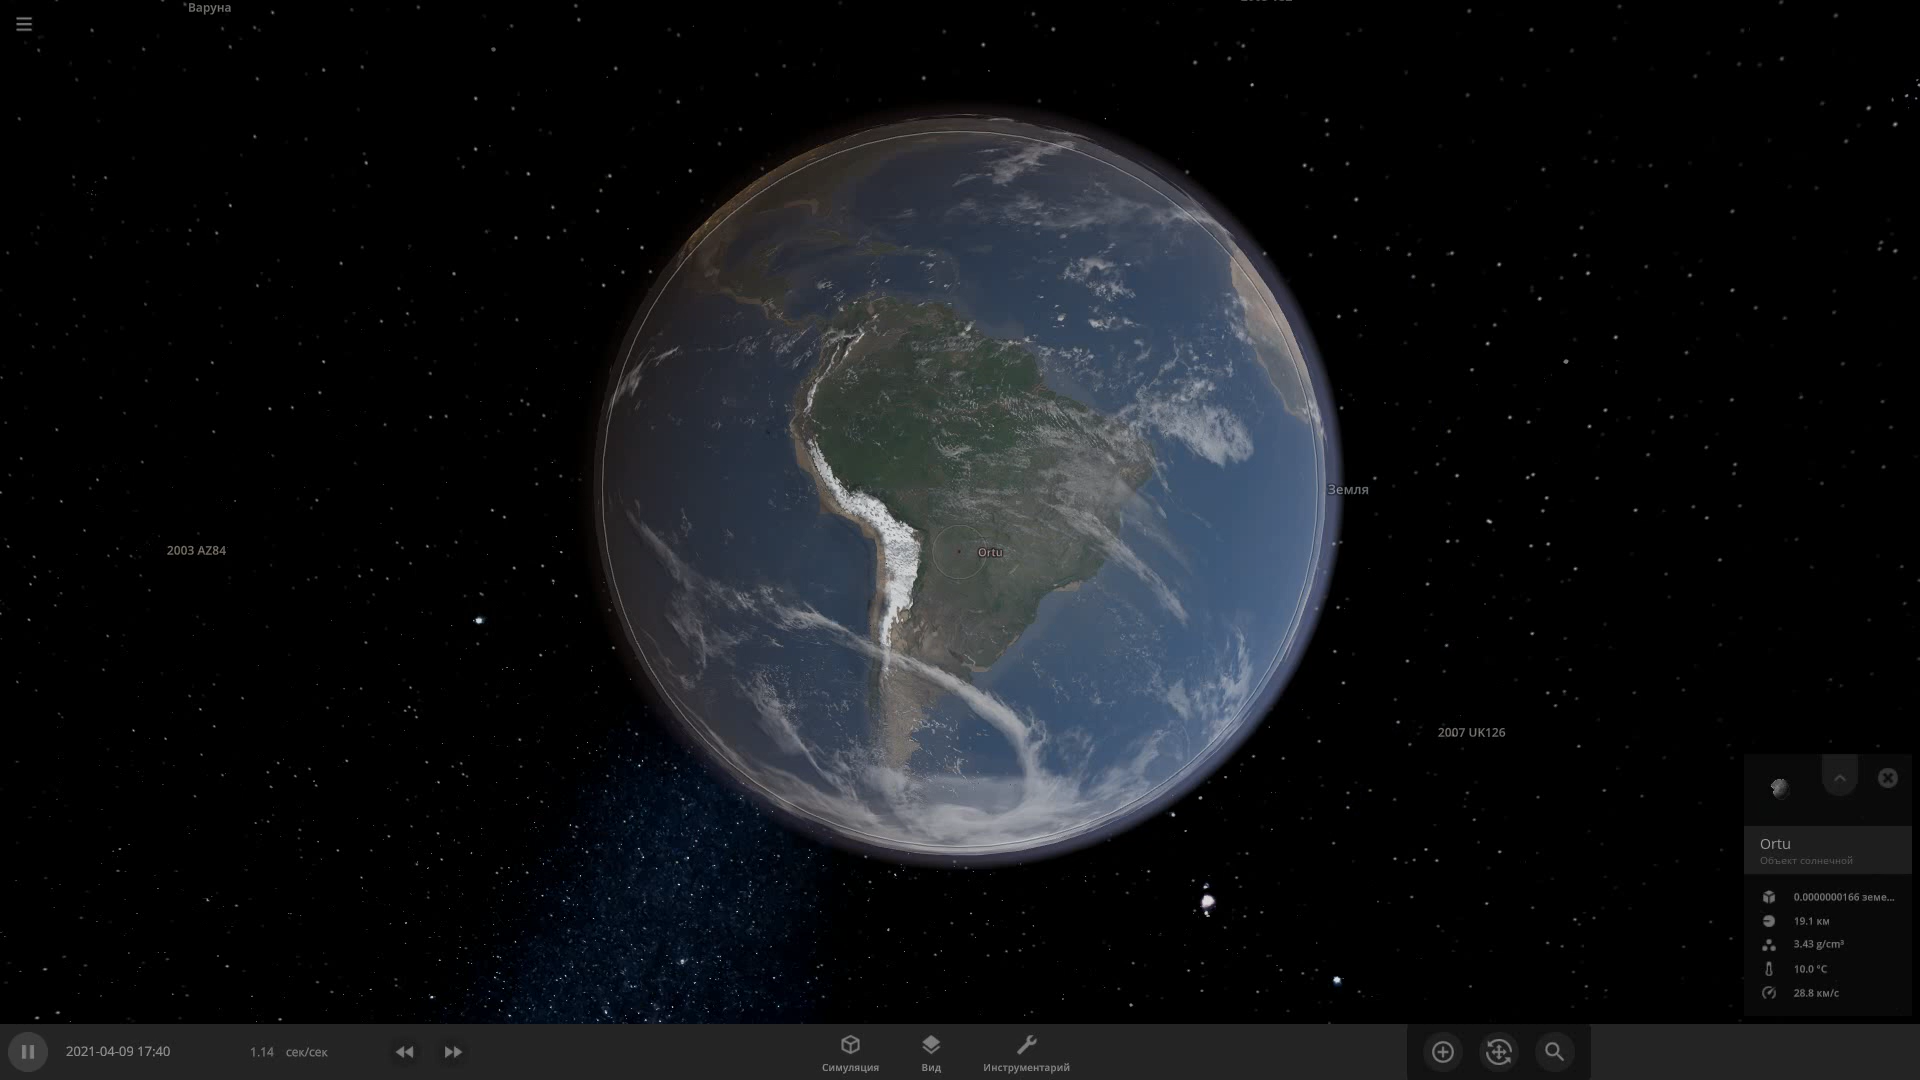 Варуна
Земля
2003 AZ84
Ortu
2007 UK126
Ortu
Объект солнечной
0.0000000166 земе...
19.1 км
3.43 g/cm³
10.0 °C
28.8 км/с
2021-04-09 17:40
1.14 сек/сек
Симуляция
Вид
Инструментарий